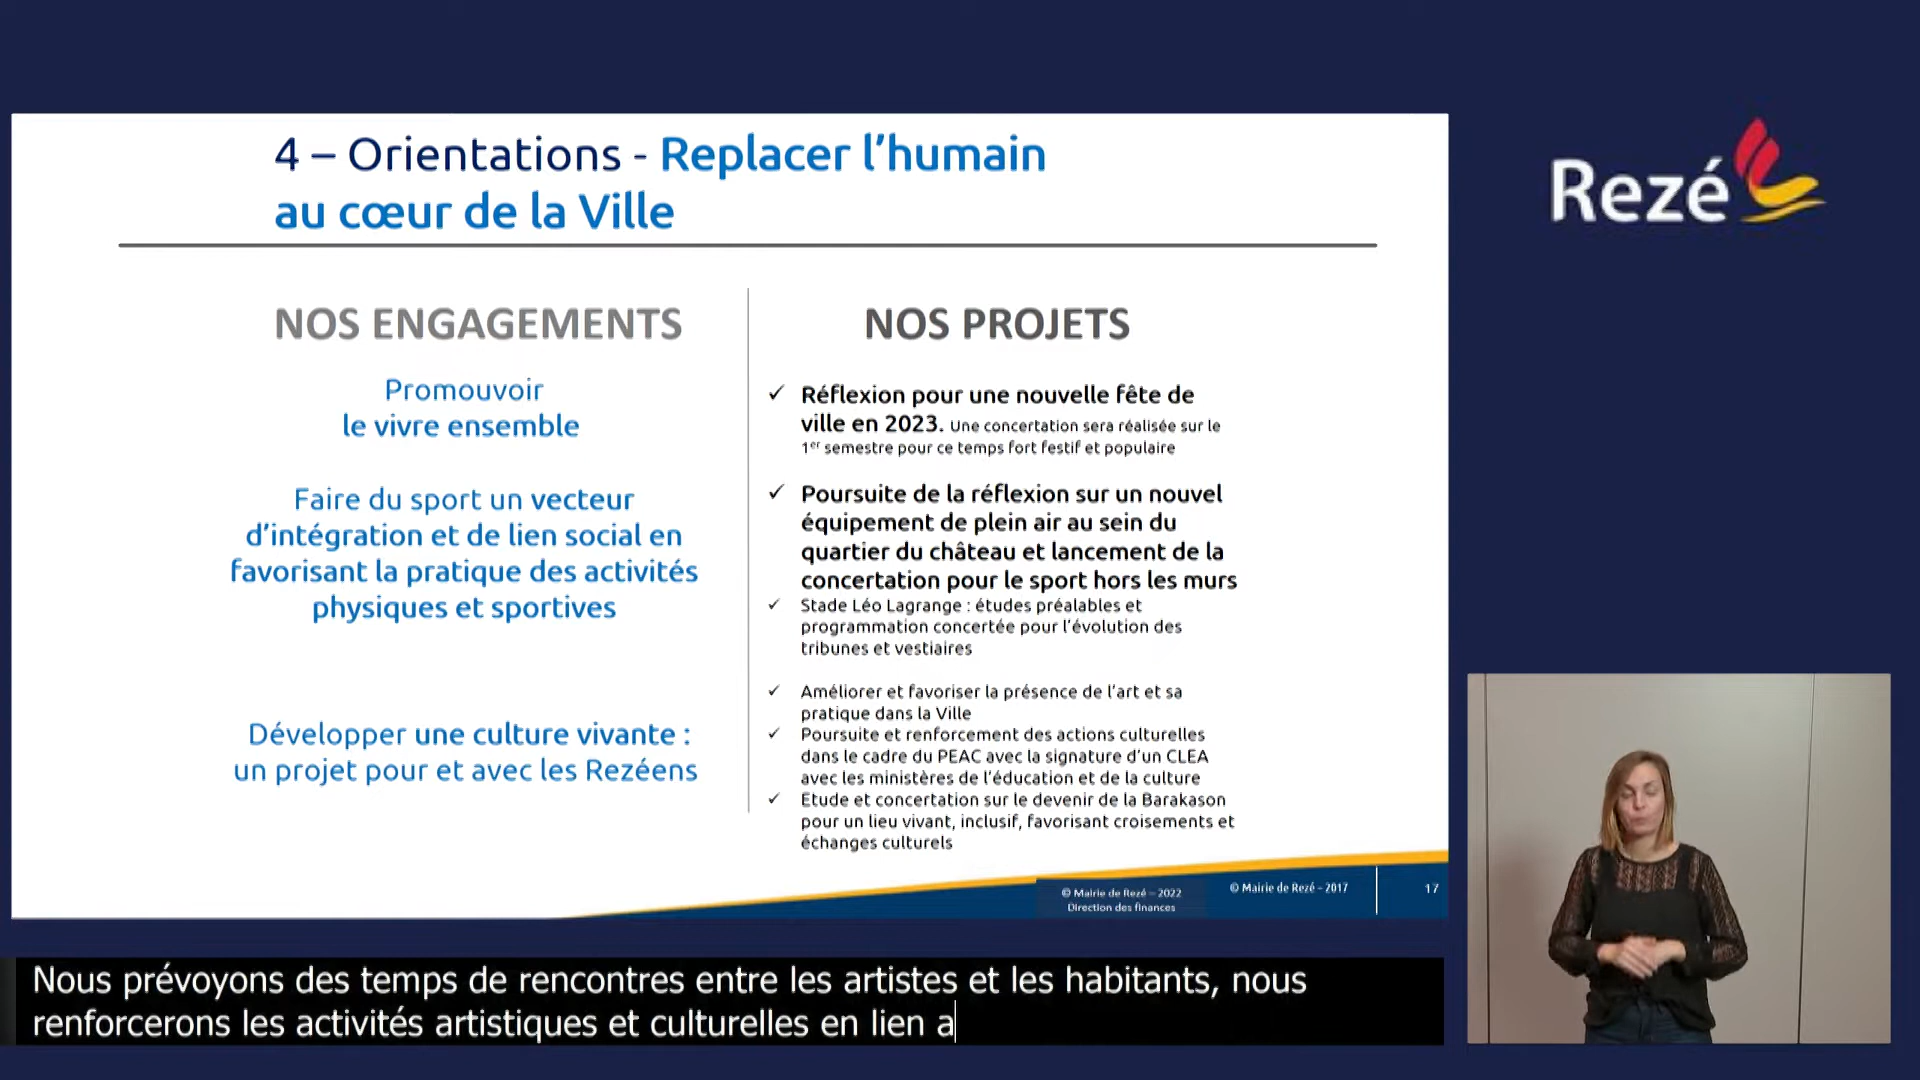 4 – Orientations - Replacer l’humain
au cœur de la Ville
Rezé
NOS ENGAGEMENTS
Promouvoir
le vivre ensemble
Faire du sport un vecteur
d’intégration et de lien social en
favorisant la pratique des activités
physiques et sportives
Développer une culture vivante :
un projet pour et avec les Rezéens
NOS PROJETS
✓ Réflexion pour une nouvelle fête de
ville en 2023. Une concertation sera réalisée sur le
1er semestre pour ce temps fort festif et populaire
✓ Poursuite de la réflexion sur un nouvel
équipement de plein air au sein du
quartier du château et lancement de la
concertation pour le sport hors les murs
✓ Stade Léo Lagrange : études préalables et
programmation concertée pour l’évolution des
tribunes et vestiaires
✓ Améliorer et favoriser la présence de l’art et sa
pratique dans la Ville
✓ Poursuite et renforcement des actions culturelles
dans le cadre du PEAC avec la signature d’un CLEA
avec les ministères de l’éducation et de la culture
✓ Etude et concertation sur le devenir de la Barakason
pour un lieu vivant, inclusif, favorisant croisements et
échanges culturels
© Mairie de Rezé – 2022
Direction des finances
© Mairie de Rezé - 2017
17
Nous prévoyons des temps de rencontres entre les artistes et les habitants, nous
renforcerons les activités artistiques et culturelles en lien a